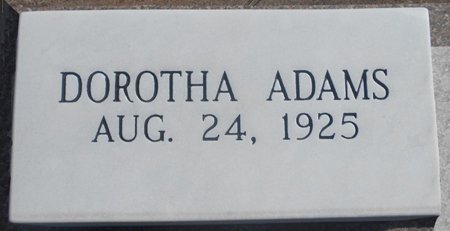 DOROTHA ADAMS
AUG. 24, 1925